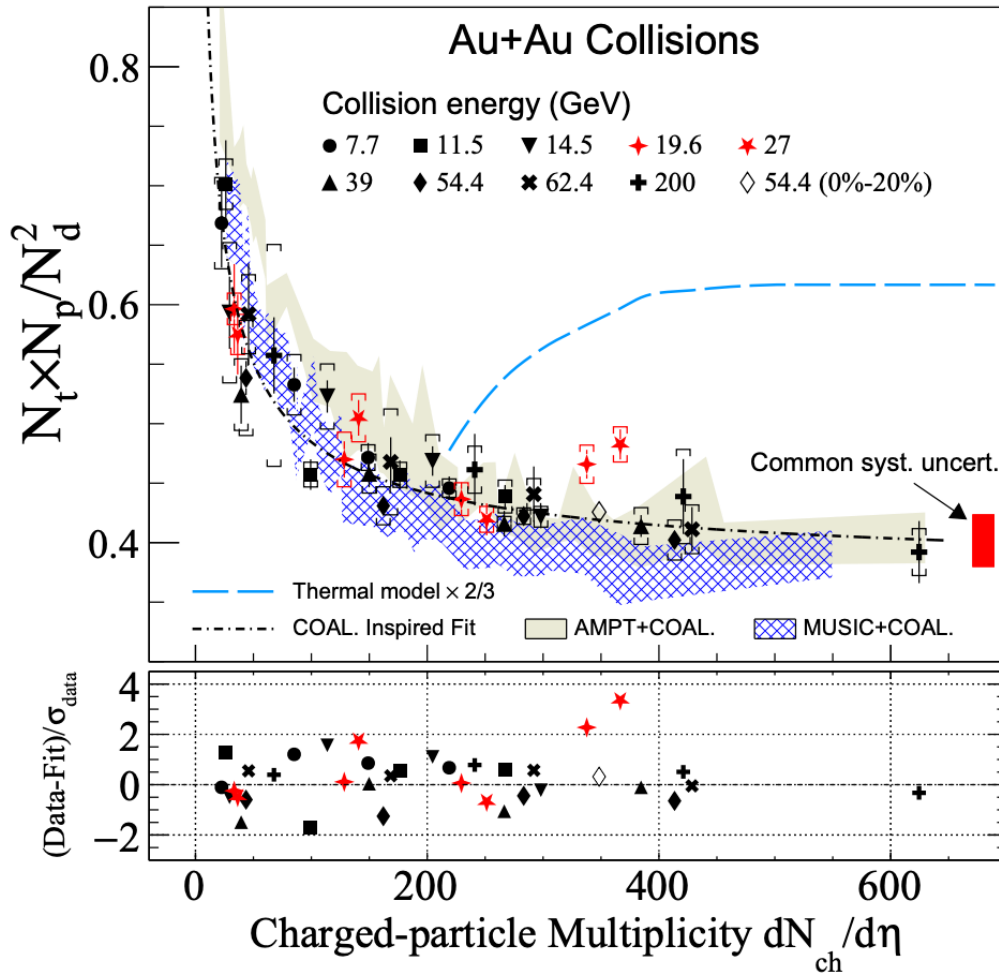 Au+Au Collisions
Collision energy (GeV)
7.7 11.5 14.5 19.6 27
39 54.4 62.4 200 54.4 (0%-20%)
0.8
0.6
0.4
N_t×N_p/N_d^2
Common syst. uncert.
Thermal model × 2/3
COAL. Inspired Fit AMPT+COAL. MUSIC+COAL.
4
2
0
−2
(Data-Fit)/σ_data
0 200 400 600
Charged-particle Multiplicity dN_ch/dη